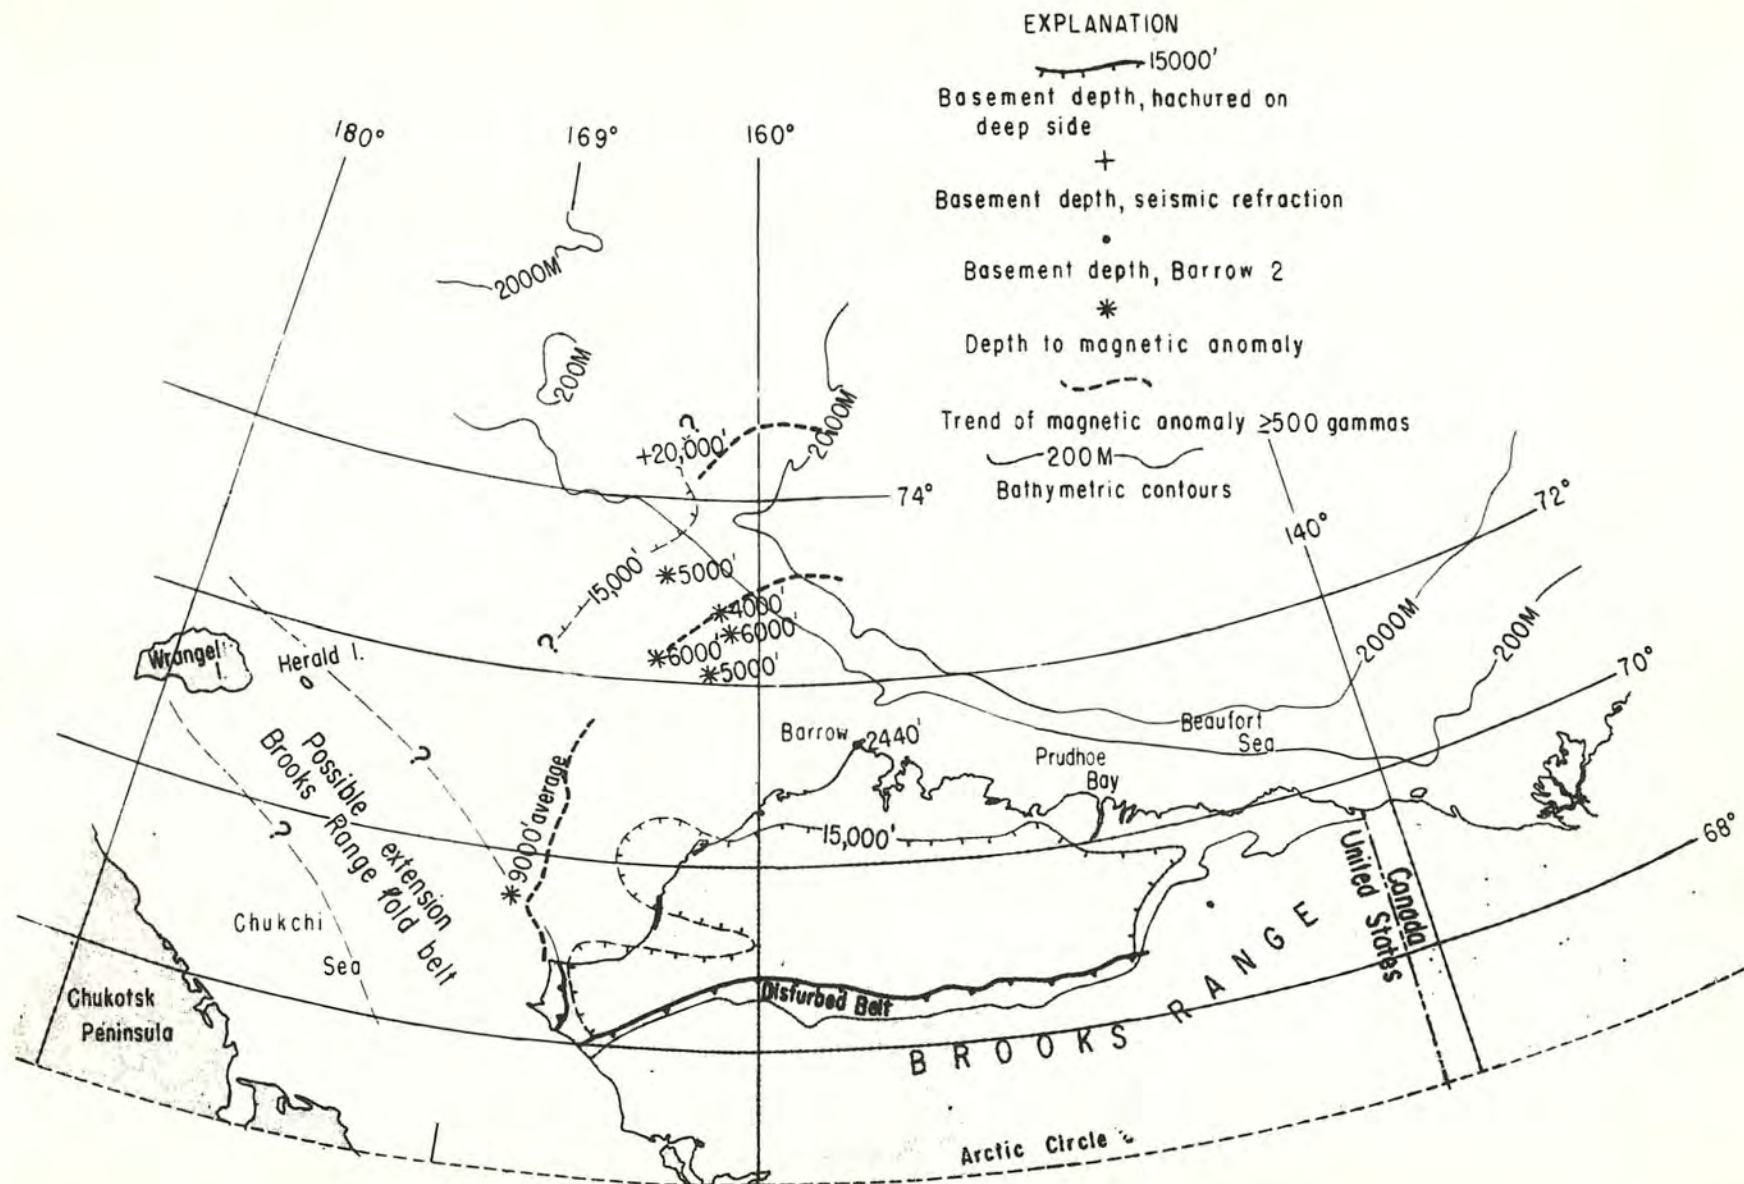 EXPLANATION
15000'
Basement depth, hachured on
deep side
+
Basement depth, seismic refraction
Basement depth, Barrow 2
*
Depth to magnetic anomaly
Trend of magnetic anomaly ≥500 gammas
200M
Bathymetric contours
180°
169°
160°
2000M
200M
2000M
?
+20,000'
74°
72°
140°
15,000'
*5000'
*4000'
*6000'
*6000'
*5000'
?
2000M
200M
70°
Wrangel
I.
Herald I.
Beaufort
Sea
Barrow 2440'
Prudhoe
Bay
?
Possible extension
Brooks Range fold belt
?
*9000' average
15,000'
68°
Canada
United States
Chukchi
Sea
Chukotsk
Peninsula
Disturbed Belt
BROOKS RANGE
Arctic Circle